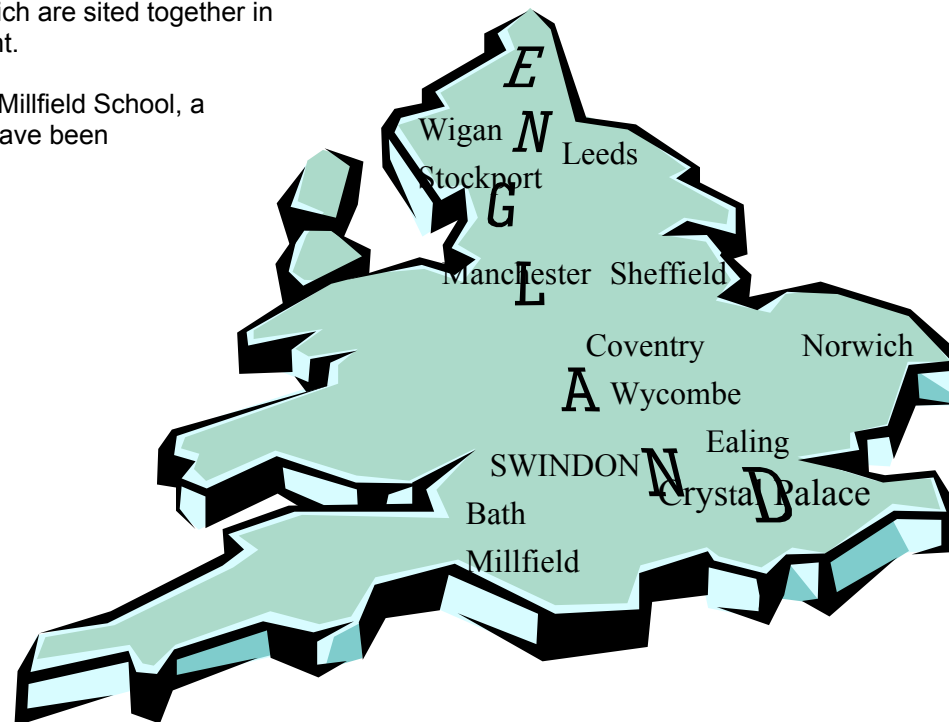 ich are sited together in
nt.
Millfield School, a
ave been
E
N
Wigan
Leeds
Stockport
G
Manchester Sheffield
L
Coventry Norwich
A
Wycombe
Ealing
SWINDON
N
D
Crystal Palace
Bath
Millfield